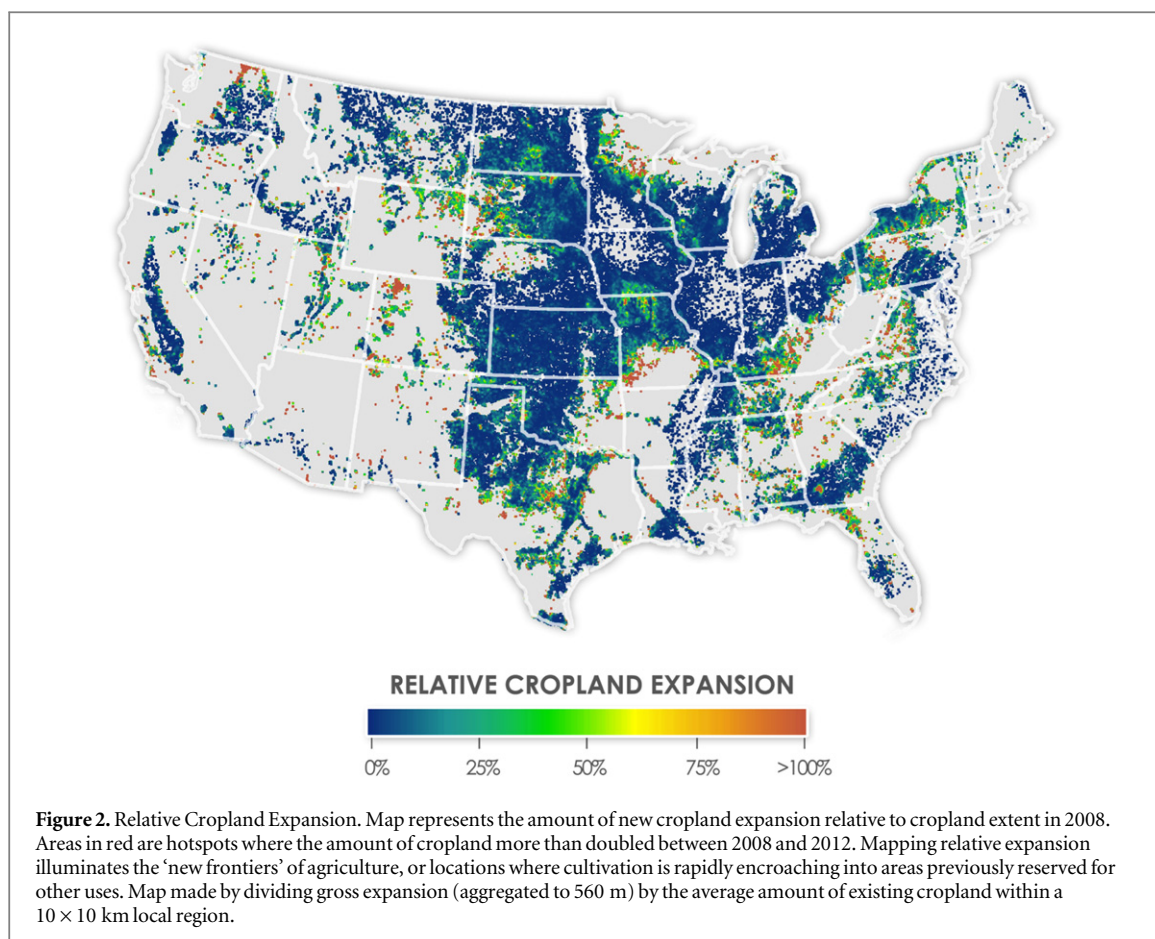 RELATIVE CROPLAND EXPANSION
0% 25% 50% 75% >100%
Figure 2. Relative Cropland Expansion. Map represents the amount of new cropland expansion relative to cropland extent in 2008.
Areas in red are hotspots where the amount of cropland more than doubled between 2008 and 2012. Mapping relative expansion
illuminates the ‘new frontiers’ of agriculture, or locations where cultivation is rapidly encroaching into areas previously reserved for
other uses. Map made by dividing gross expansion (aggregated to 560 m) by the average amount of existing cropland within a
10 × 10 km local region.